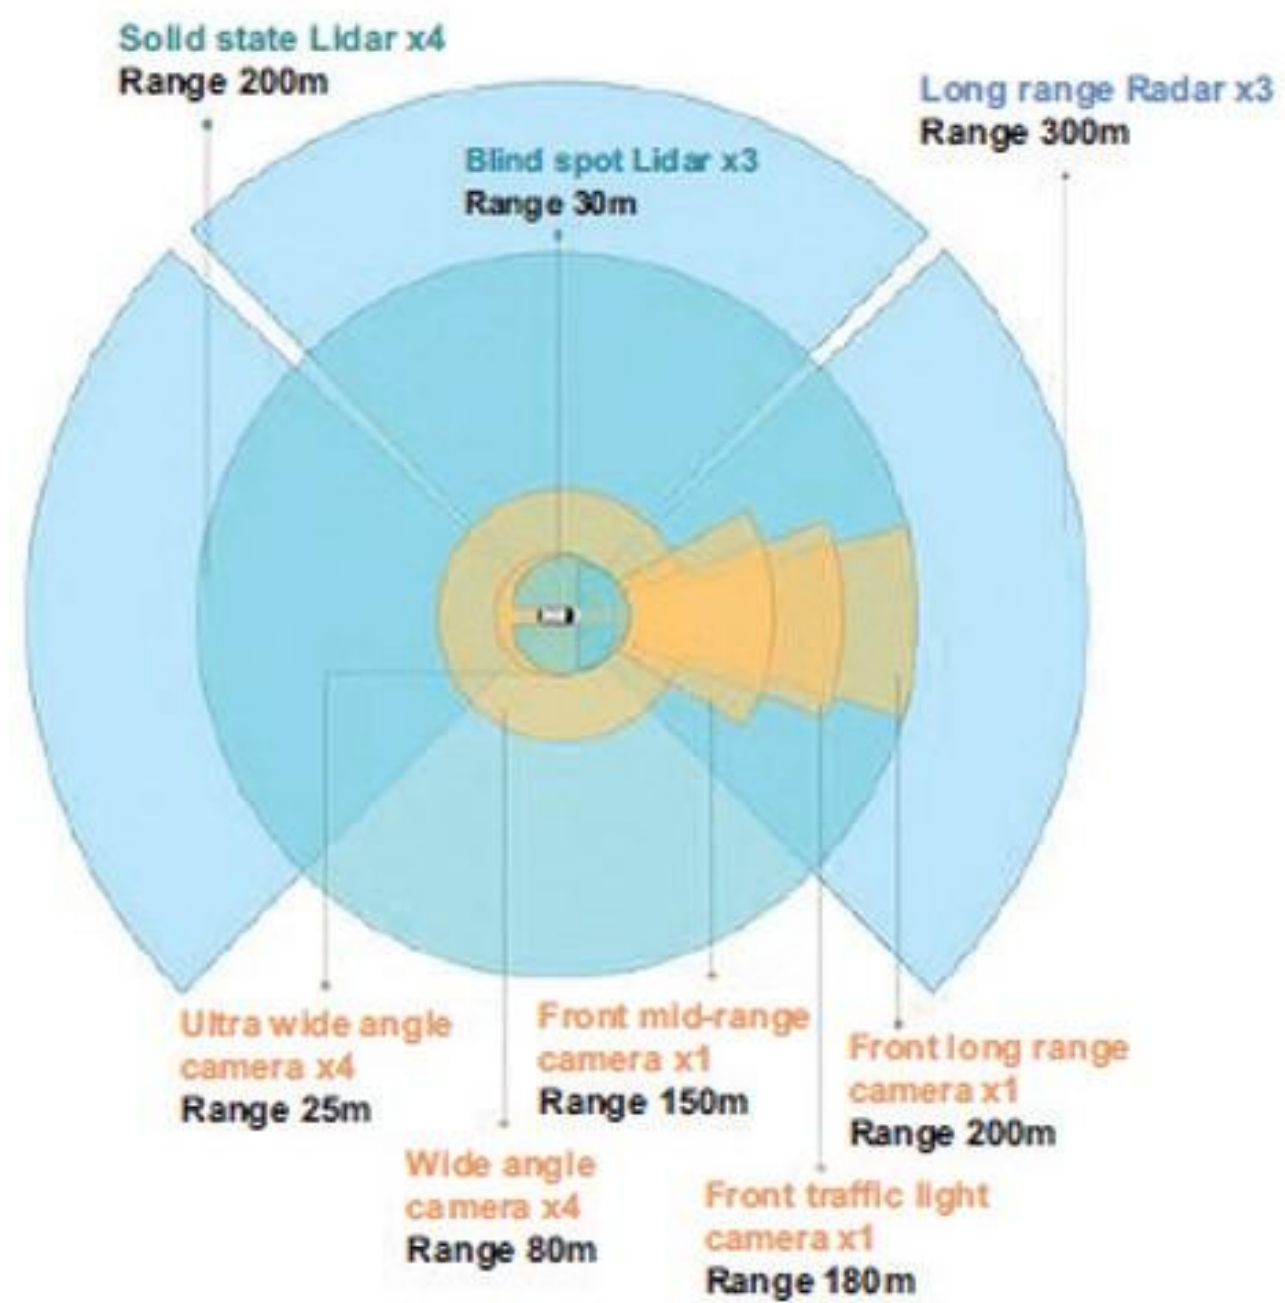 Solid state Lidar x4
Range 200m
Long range Radar x3
Range 300m
Blind spot Lidar x3
Range 30m
Ultra wide angle
camera x4
Range 25m
Front mid-range
camera x1
Range 150m
Front long range
camera x1
Range 200m
Wide angle
camera x4
Range 80m
Front traffic light
camera x1
Range 180m